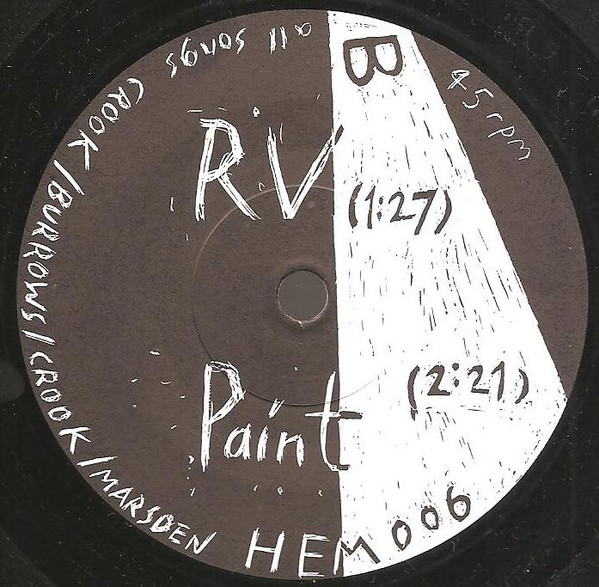 B
45rpm
all songs CROOK/BURROWS/CROOK/MARSDEN
RV (1:27)
Paint (2:21)
HEM006